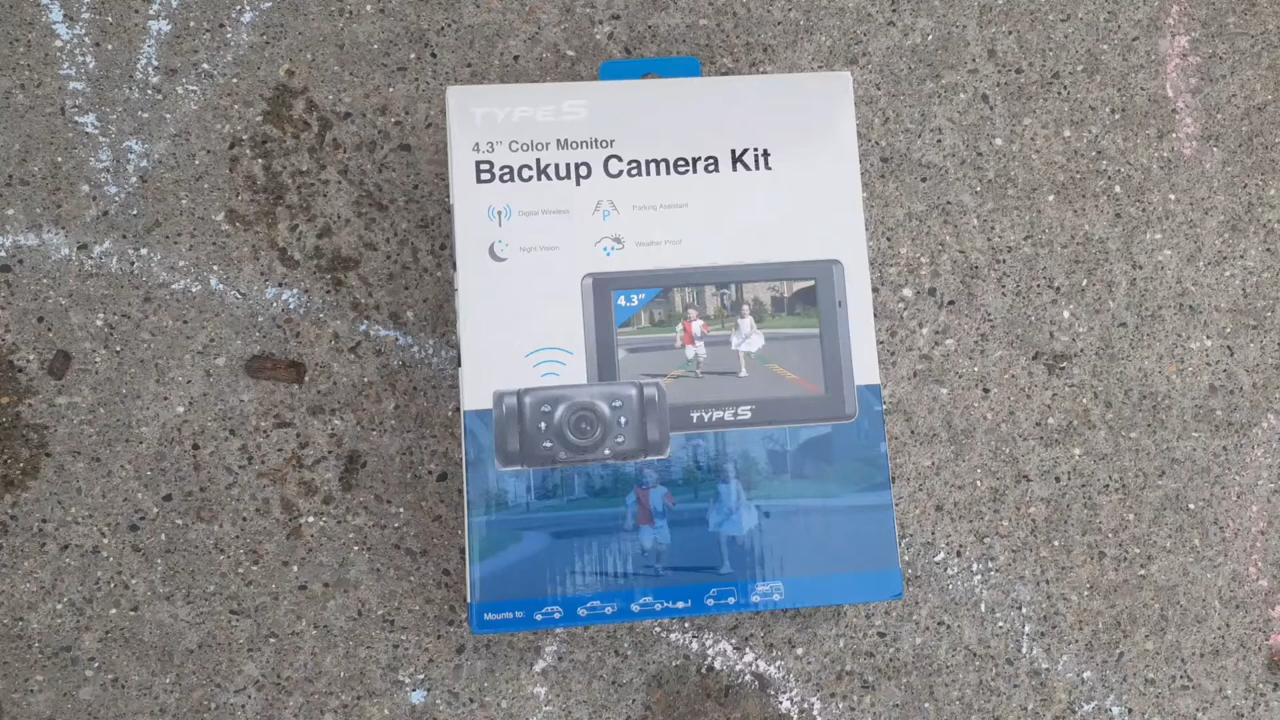 TYPE S
4.3” Color Monitor
Backup Camera Kit
Digital Wireless
P
Parking Assistant
Night Vision
Weather Proof
4.3”
TYPE S
Mounts to: